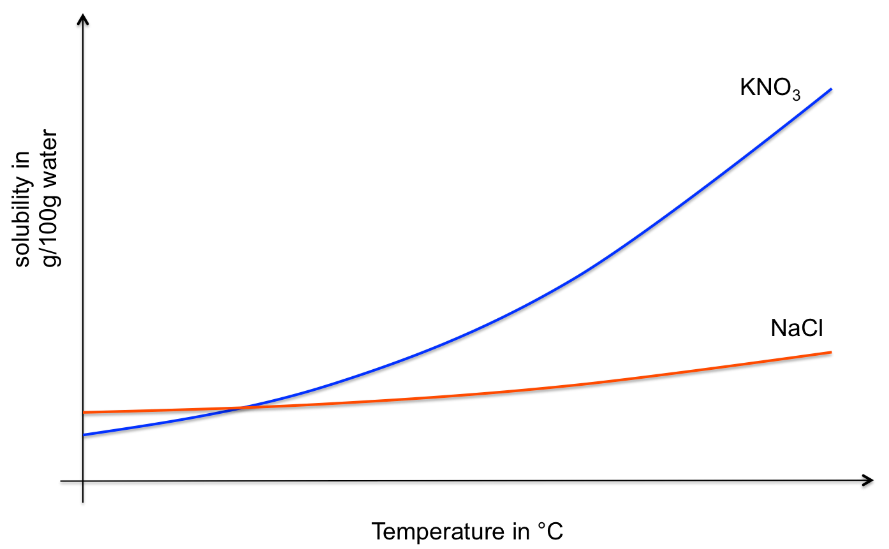 KNO₃
solubility in
g/100g water
NaCl
Temperature in °C